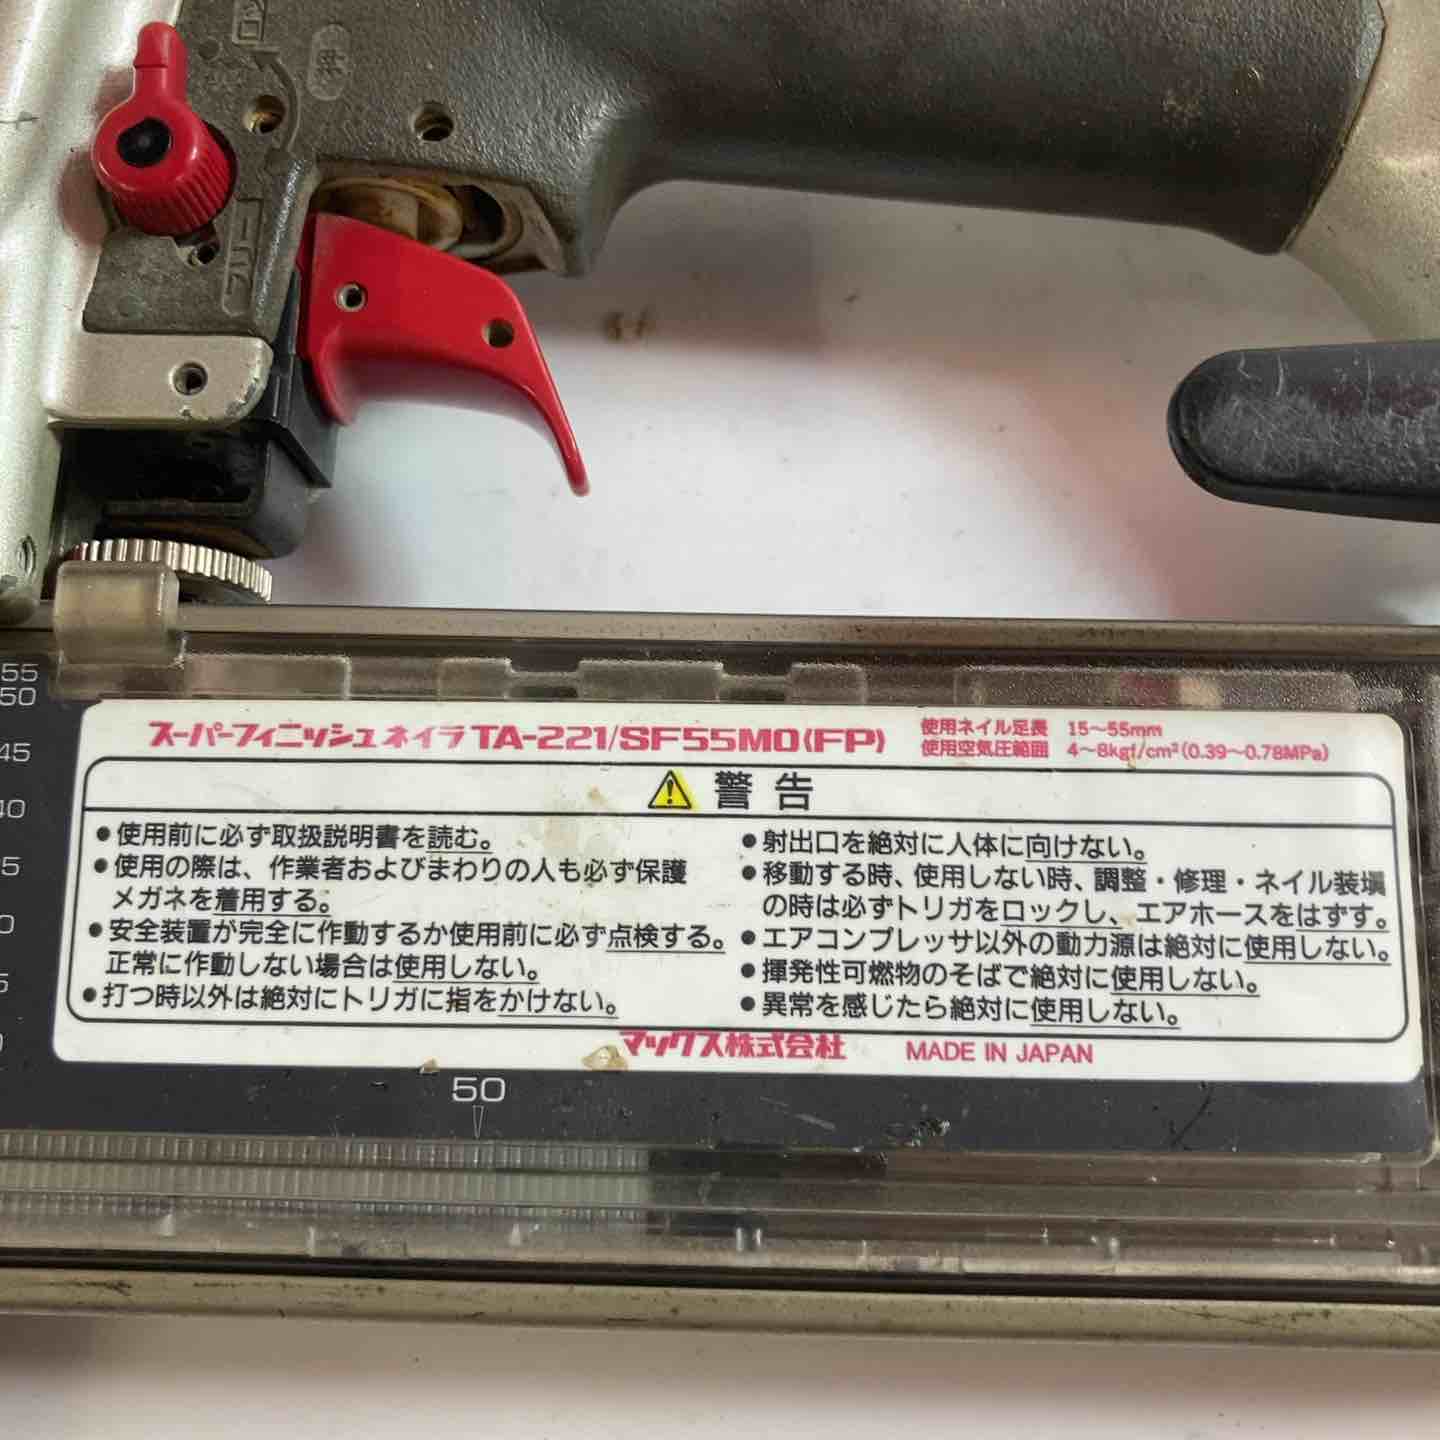 ロック
フリー
55
50
45
40
スーパーフィニッシュネイラ TA-221/SF55MO(FP)
使用ネイル足長 15〜55mm
使用空気圧範囲 4〜8kgf/cm²(0.39〜0.78MPa)
⚠ 警告
●使用前に必ず取扱説明書を読む。
●使用の際は、作業者およびまわりの人も必ず保護
メガネを着用する。
●安全装置が完全に作動するか使用前に必ず点検する。
正常に作動しない場合は使用しない。
●打つ時以外は絶対にトリガに指をかけない。
●射出口を絶対に人体に向けない。
●移動する時、使用しない時、調整・修理・ネイル装塡
の時は必ずトリガをロックし、エアホースをはずす。
●エアコンプレッサ以外の動力源は絶対に使用しない。
●揮発性可燃物のそばで絶対に使用しない。
●異常を感じたら絶対に使用しない。
マックス株式会社 MADE IN JAPAN
50